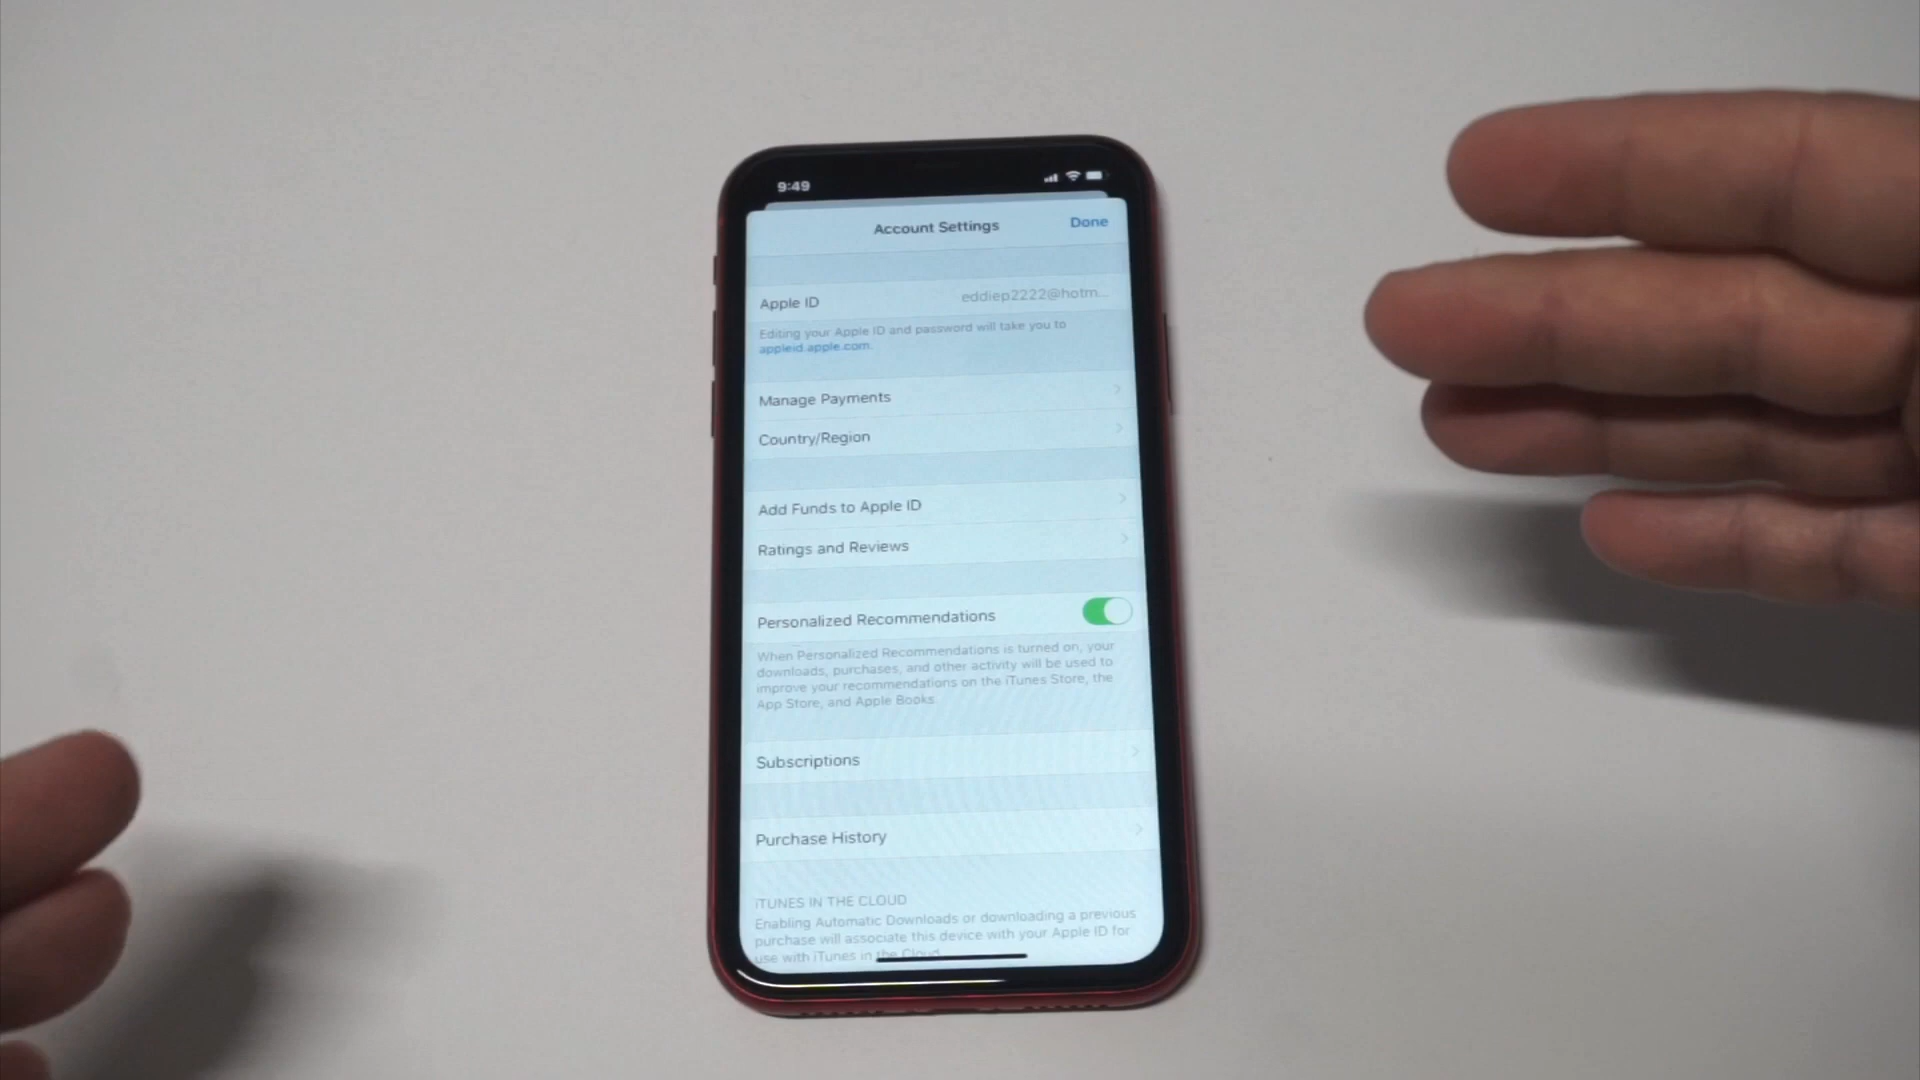 9:49
Account Settings
Done
Apple ID
eddiep2222@hotm...
Editing your Apple ID and password will take you to
appleid.apple.com.
Manage Payments
Country/Region
Add Funds to Apple ID
Ratings and Reviews
Personalized Recommendations
When Personalized Recommendations is turned on, your
downloads, purchases, and other activity will be used to
improve your recommendations on the iTunes Store, the
App Store, and Apple Books.
Subscriptions
Purchase History
iTUNES IN THE CLOUD
Enabling Automatic Downloads or downloading a previous
purchase will associate this device with your Apple ID for
use with iTunes in the Cloud.